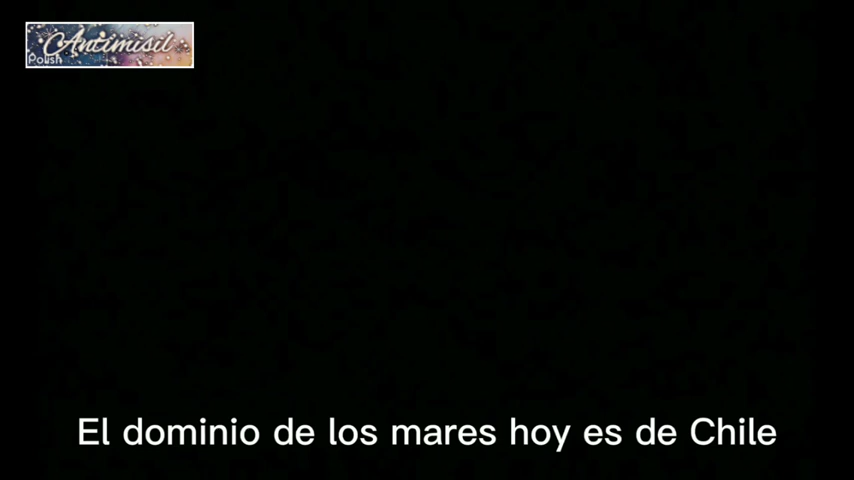 Antimisil
Polish
El dominio de los mares hoy es de Chile